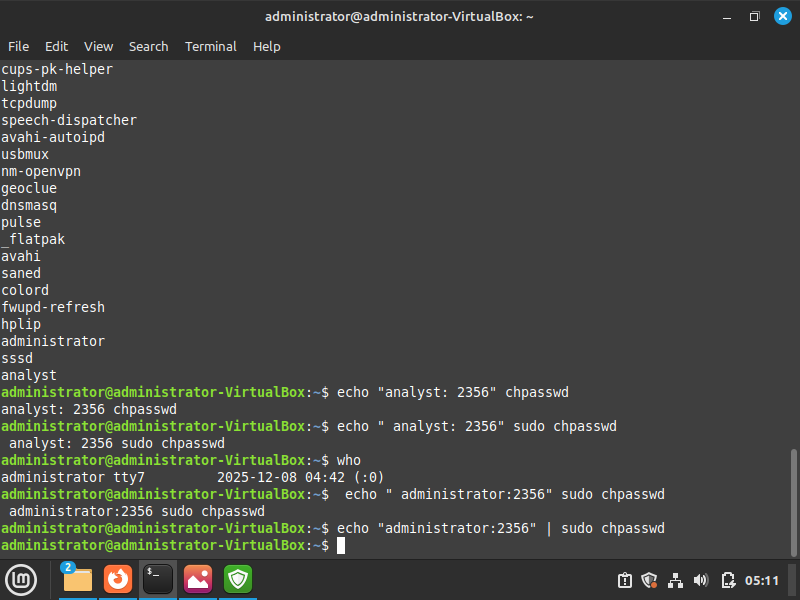 administrator@administrator-VirtualBox: ~
File Edit View Search Terminal Help
cups-pk-helper
lightdm
tcpdump
speech-dispatcher
avahi-autoipd
usbmux
nm-openvpn
geoclue
dnsmasq
pulse
_flatpak
avahi
saned
colord
fwupd-refresh
hplip
administrator
sssd
analyst
administrator@administrator-VirtualBox:~$ echo "analyst: 2356" chpasswd
analyst: 2356 chpasswd
administrator@administrator-VirtualBox:~$ echo " analyst: 2356" sudo chpasswd
 analyst: 2356 sudo chpasswd
administrator@administrator-VirtualBox:~$ who
administrator tty7         2025-12-08 04:42 (:0)
administrator@administrator-VirtualBox:~$  echo " administrator:2356" sudo chpasswd
 administrator:2356 sudo chpasswd
administrator@administrator-VirtualBox:~$ echo "administrator:2356" | sudo chpasswd
administrator@administrator-VirtualBox:~$
2
$_
05:11